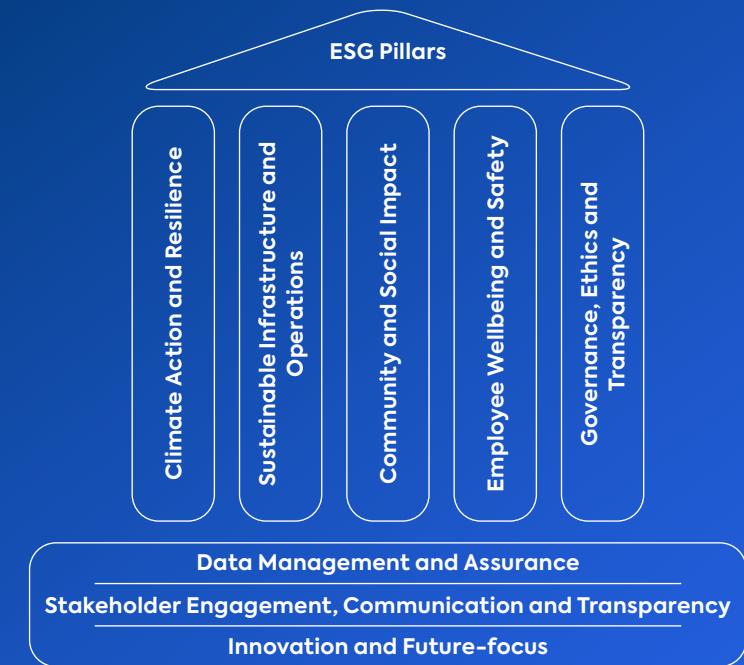 ESG Pillars
Climate Action and Resilience
Sustainable Infrastructure and
Operations
Community and Social Impact
Employee Wellbeing and Safety
Governance, Ethics and
Transparency
Data Management and Assurance
Stakeholder Engagement, Communication and Transparency
Innovation and Future-focus